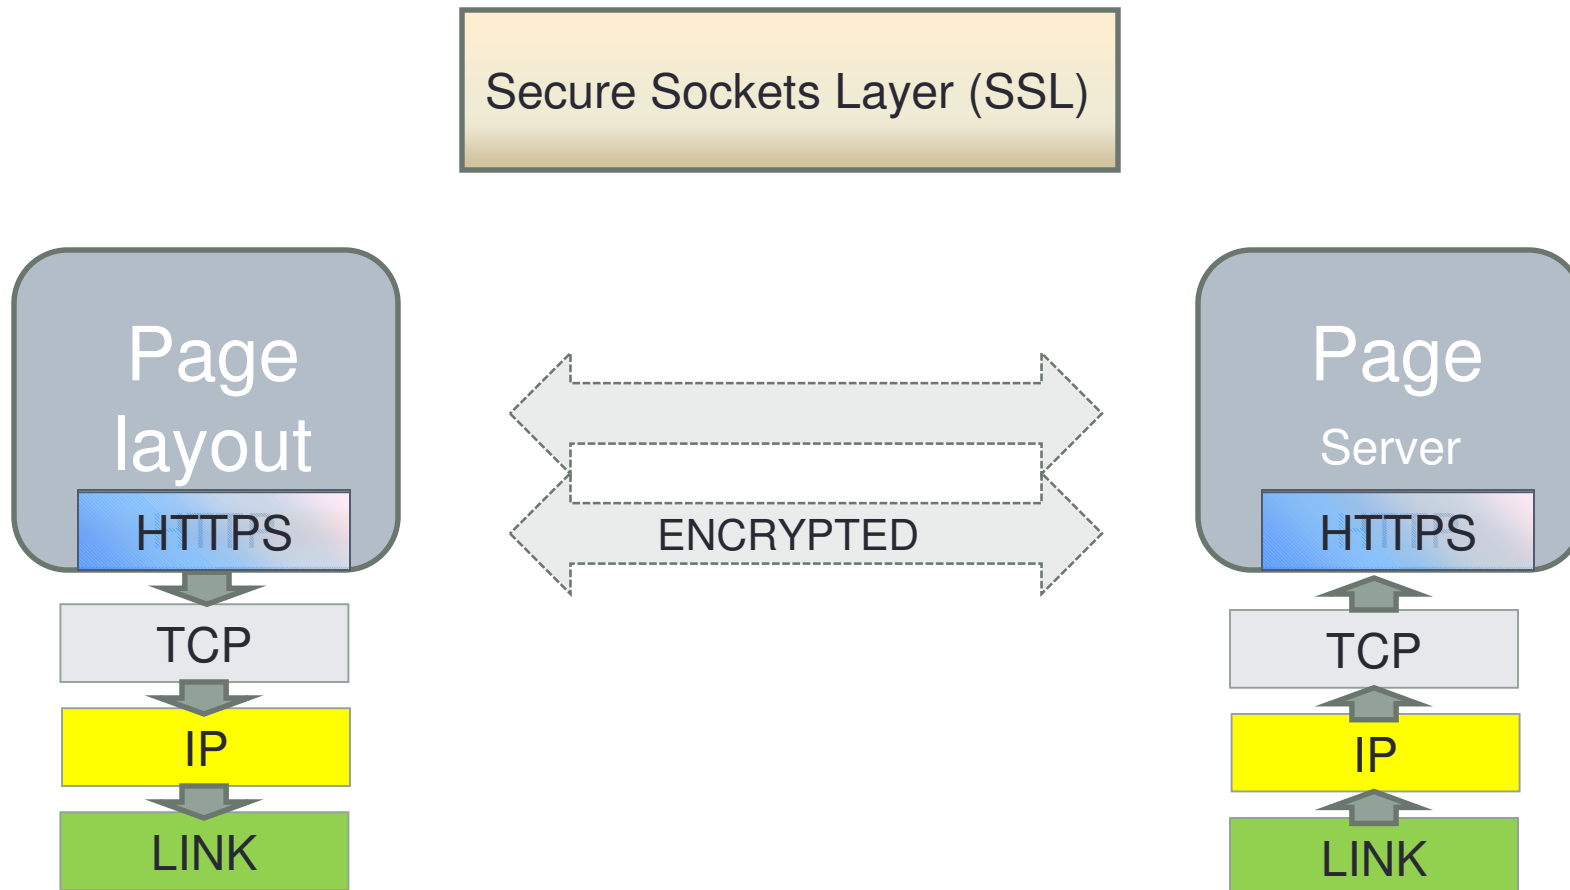 Secure Sockets Layer (SSL)
Page
layout
HTTPS
TCP
IP
LINK
ENCRYPTED
Page
Server
HTTPS
TCP
IP
LINK